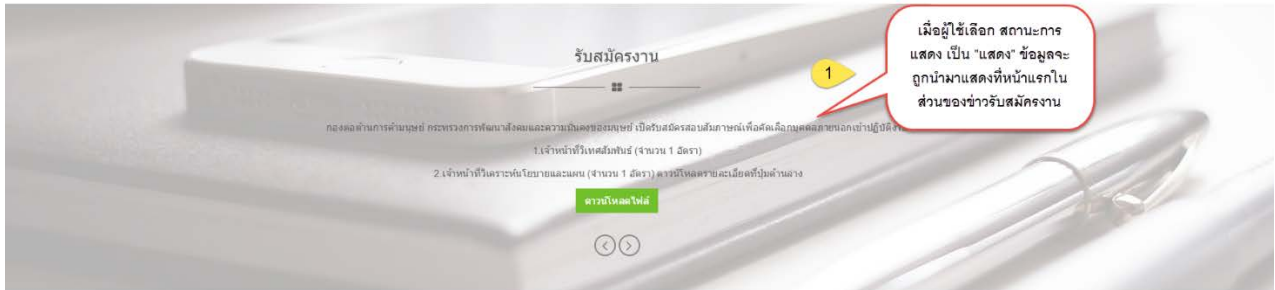 รับสมัครงาน
กองต่อต้านการค้ามนุษย์ กระทรวงการพัฒนาสังคมและความมั่นคงของมนุษย์ เปิดรับสมัครสอบสัมภาษณ์เพื่อคัดเลือกบุคคลภายนอกเข้าปฏิบัติ
1.เจ้าหน้าที่วิเทศสัมพันธ์ (จำนวน 1 อัตรา)
2.เจ้าหน้าที่วิเคราะห์นโยบายและแผน (จำนวน 1 อัตรา) ดาวน์โหลดรายละเอียดที่ปุ่มด้านล่าง
ดาวน์โหลดไฟล์
1
เมื่อผู้ใช้เลือก สถานะการ
แสดง เป็น "แสดง" ข้อมูลจะ
ถูกนำมาแสดงที่หน้าแรกใน
ส่วนของข่าวรับสมัครงาน